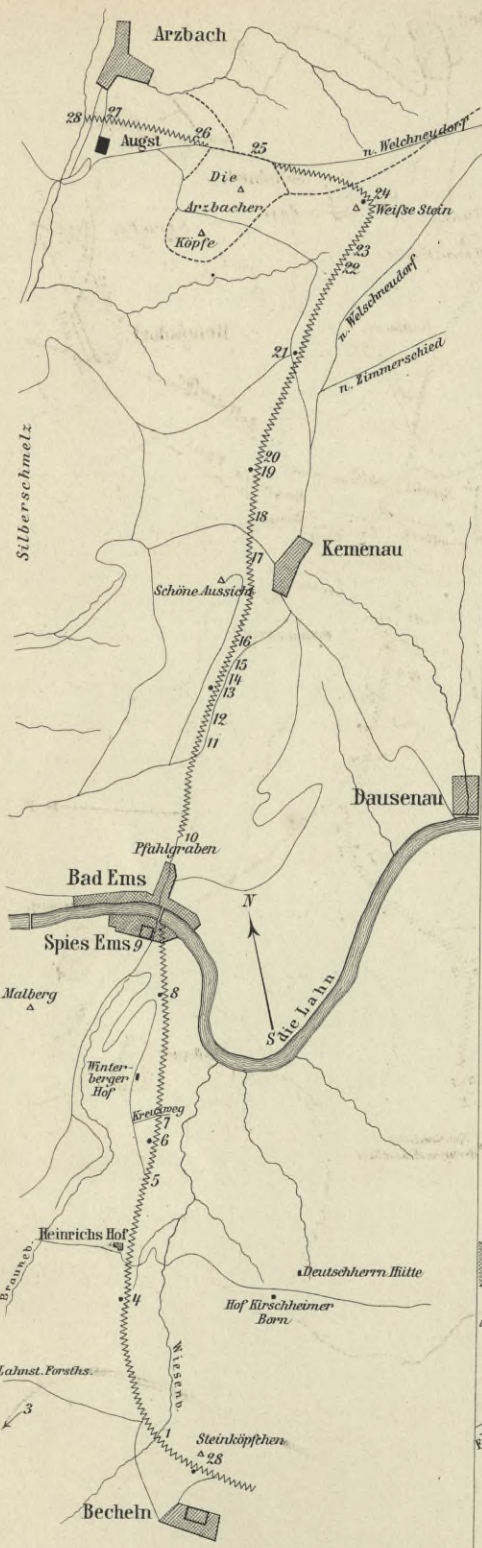 Arzbach
28
27
Augst
26
25
n. Welchneudorf
Die
Arzbacher
Köpfe
24
Weiſse Stein
23
22
n. Welschneudorf
21
n. Zimmerschied
20
19
Silberschmelz
18
17
Kemenau
Schöne Aussicht
16
15
14
13
12
11
Dausenau
10
Pfahlgraben
Bad Ems
N
Spies Ems 9
S
die Lahn
8
Malberg
Winter-
berger
Hof
Kreuzweg
7
6
5
Heinrichs Hof
Brauneb.
Deutschherrn Hütte
4
Hof Kirschheimer
Born
Lahnst. Forsths.
Wiesenb.
3
1
Steinköpfchen
28
Becheln